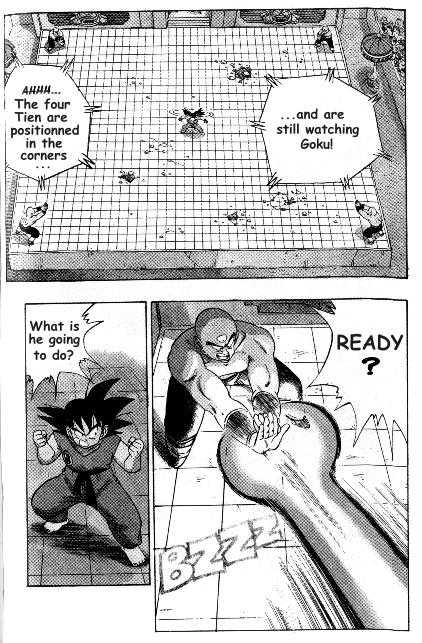 AHHH...
The four
Tien are
positionned
in the
corners
...
...and are
still watching
Goku!
What is
he going
to do?
READY
?
BZZZ